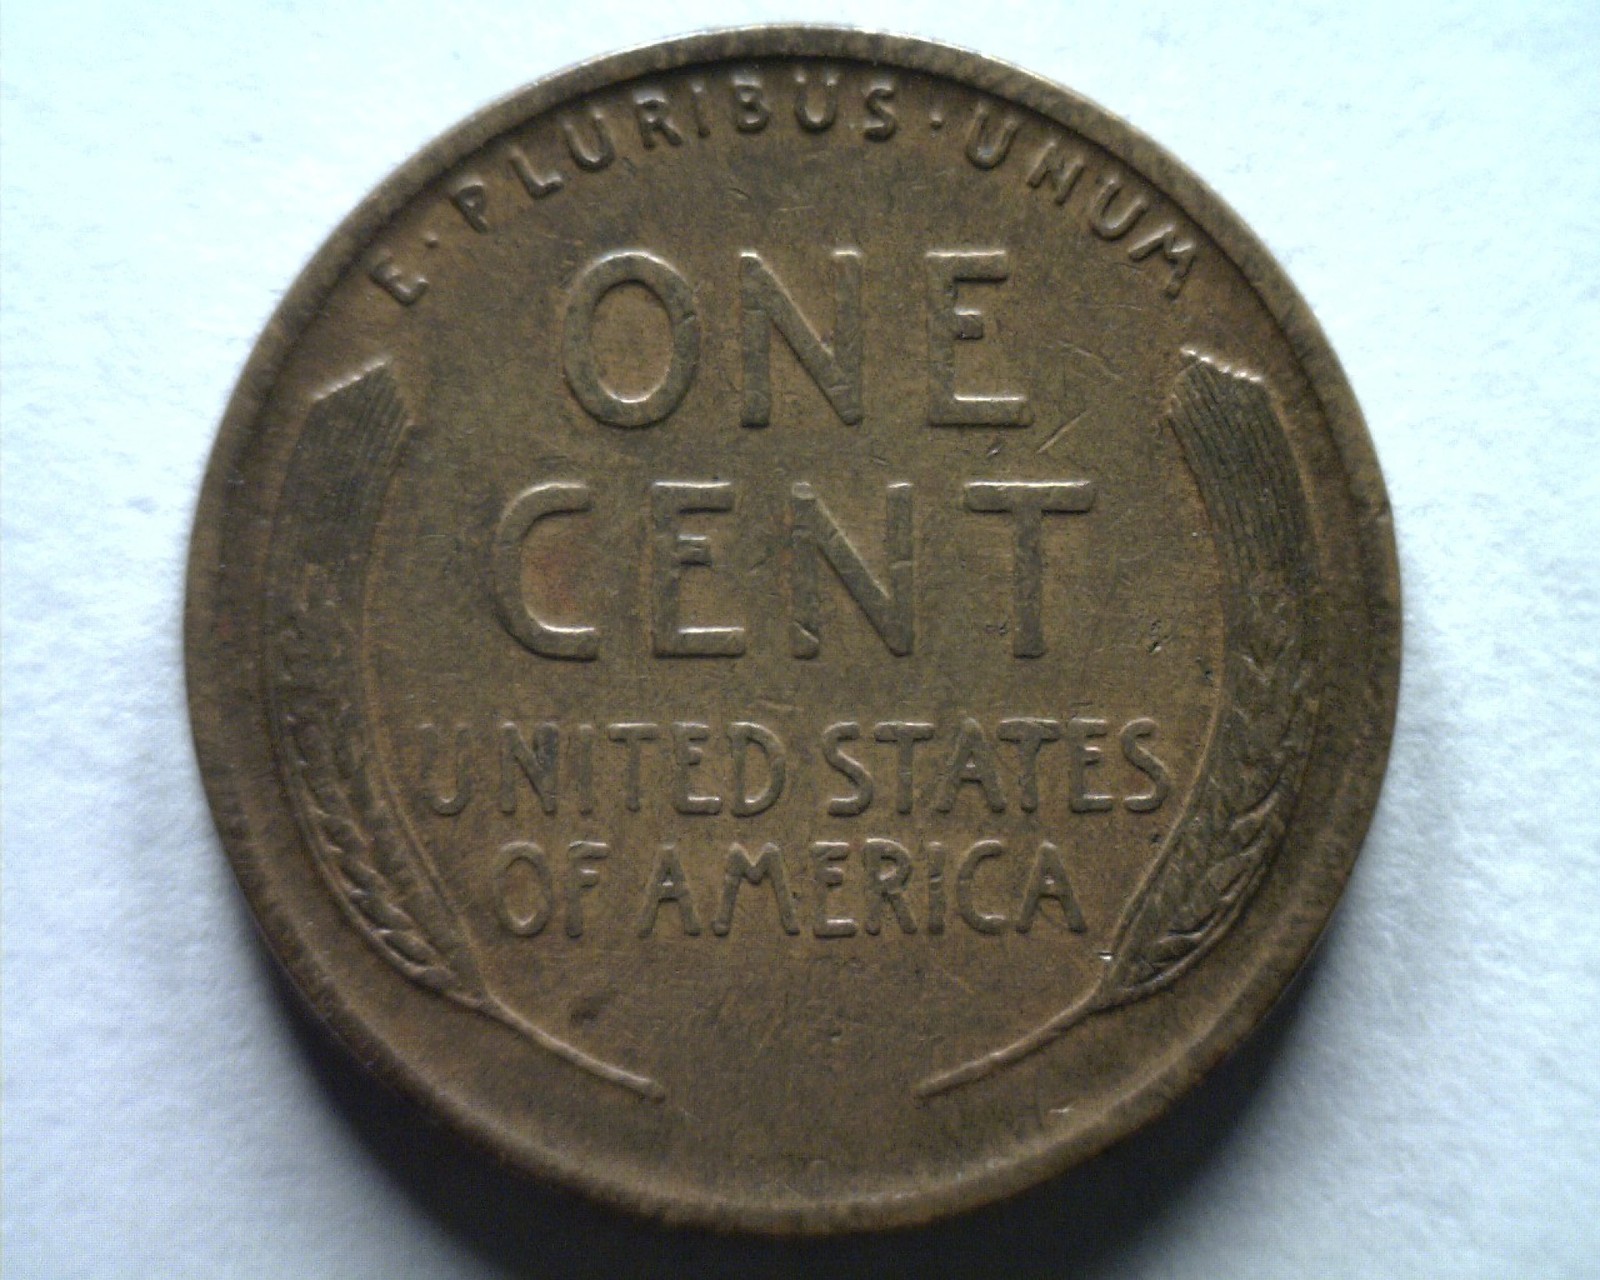 E·PLURIBUS·UNUM
ONE
CENT
UNITED STATES
OF AMERICA